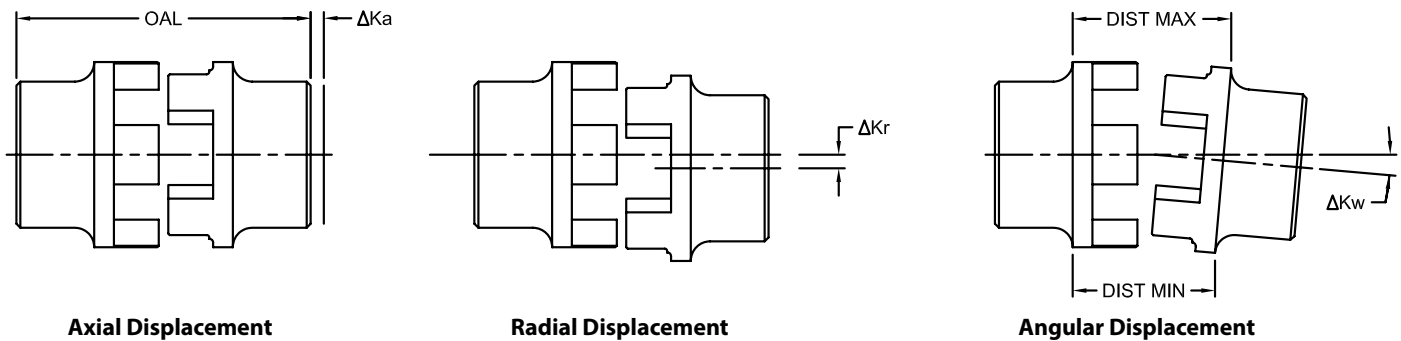 OAL
ΔKa
DIST MAX
ΔKr
ΔKw
DIST MIN
Axial Displacement
Radial Displacement
Angular Displacement